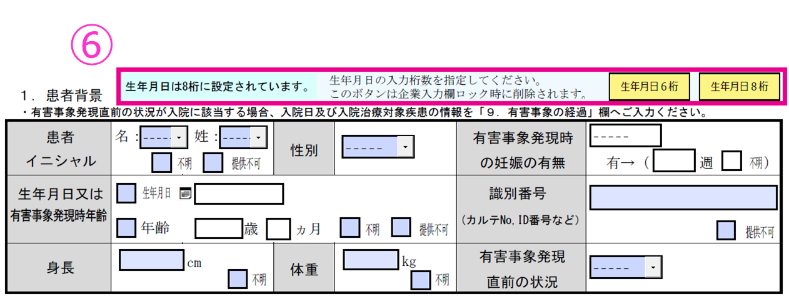 ⑥
生年月日は8桁に設定されています。 生年月日の入力桁数を指定してください。 生年月日6桁 生年月日8桁
このボタンは企業入力欄ロック時に削除されます。
1. 患者背景
・有害事象発現直前の状況が入院に該当する場合、入院日及び入院治療対象疾患の情報を「9. 有害事象の経過」欄へご入力ください。
患者 名：----- 姓：----- 性別 ----- 有害事象発現時 -----
イニシャル 不明 提供不可 の妊娠の有無 有→ ( 週 不明)
生年月日又は 生年月日 識別番号
有害事象発現時年齢 年齢 歳 ヵ月 不明 提供不可 (カルテNo, ID番号など) 提供不可
身長 cm 不明 体重 kg 不明 有害事象発現 -----
直前の状況